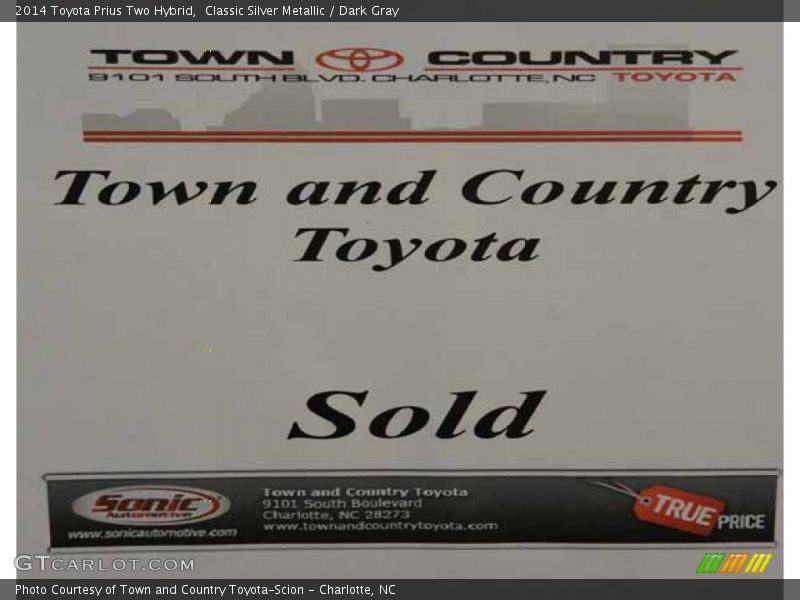 2014 Toyota Prius Two Hybrid,  Classic Silver Metallic / Dark Gray
TOWN COUNTRY
9101 SOUTH BLVD. CHARLOTTE, NC TOYOTA
Town and Country
Toyota
Sold
Sonic
Automotive
www.sonicautomotive.com
Town and Country Toyota
9101 South Boulevard
Charlotte, NC 28273
www.townandcountrytoyota.com
TRUE PRICE
GTCARLOT.COM
Photo Courtesy of Town and Country Toyota-Scion - Charlotte, NC